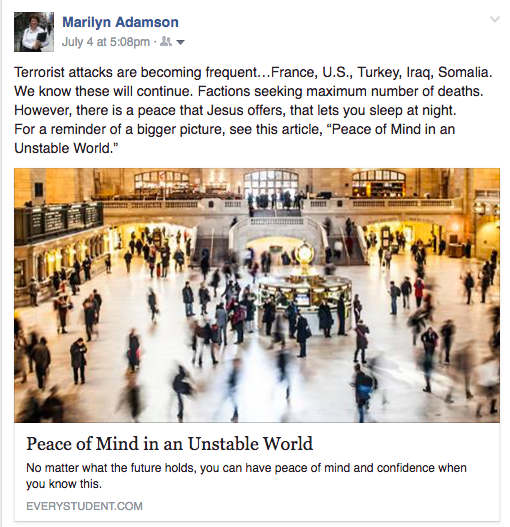 Marilyn Adamson
July 4 at 5:08pm ·
Terrorist attacks are becoming frequent…France, U.S., Turkey, Iraq, Somalia.
We know these will continue. Factions seeking maximum number of deaths.
However, there is a peace that Jesus offers, that lets you sleep at night.
For a reminder of a bigger picture, see this article, “Peace of Mind in an
Unstable World.”
Peace of Mind in an Unstable World
No matter what the future holds, you can have peace of mind and confidence when
you know this.
EVERYSTUDENT.COM